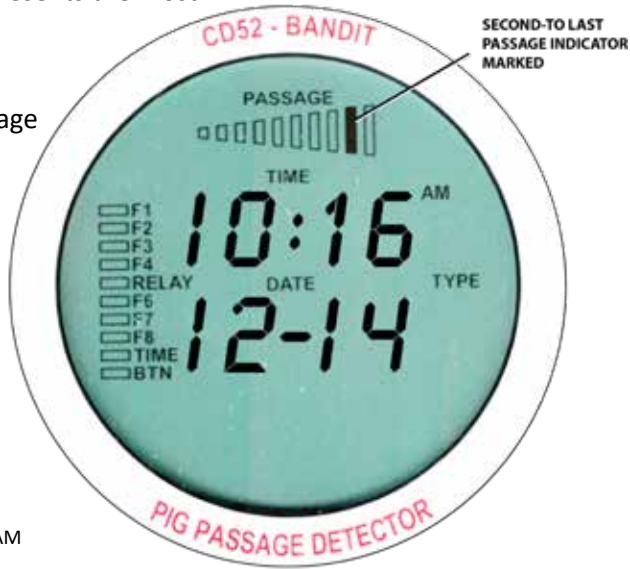 CD52 - BANDIT
SECOND-TO LAST
PASSAGE INDICATOR
MARKED
PASSAGE
TIME
10:16 AM
F1
F2
F3
F4
RELAY
DATE
TYPE
12-14
F6
F7
F8
TIME
BTN
AM
PIG PASSAGE DETECTOR